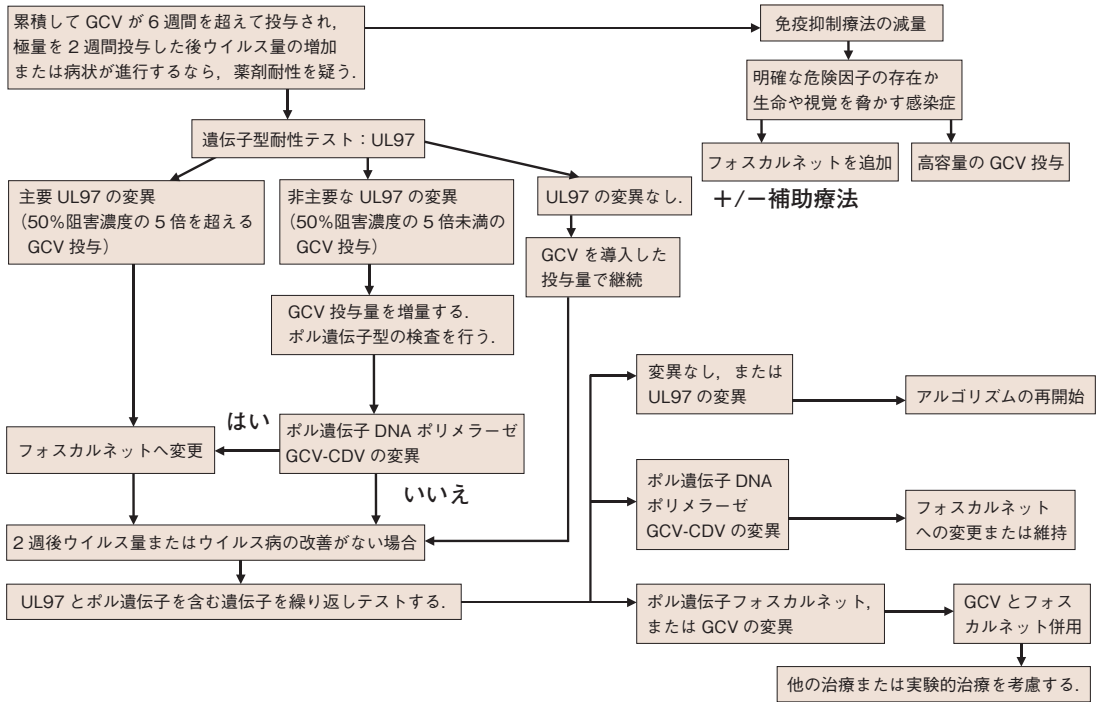 累積して GCV が 6 週間を超えて投与され，
極量を 2 週間投与した後ウイルス量の増加
または病状が進行するなら，薬剤耐性を疑う．
免疫抑制療法の減量
明確な危険因子の存在か
生命や視覚を脅かす感染症
フォスカルネットを追加
高容量の GCV 投与
＋/－補助療法
遺伝子型耐性テスト：UL97
主要 UL97 の変異
（50％阻害濃度の 5 倍を超える
GCV 投与）
非主要な UL97 の変異
（50％阻害濃度の 5 倍未満の
GCV 投与）
UL97 の変異なし．
GCV を導入した
投与量で継続
GCV 投与量を増量する．
ポル遺伝子型の検査を行う．
はい
ポル遺伝子 DNA ポリメラーゼ
GCV-CDV の変異
フォスカルネットへ変更
いいえ
2 週後ウイルス量またはウイルス病の改善がない場合
UL97 とポル遺伝子を含む遺伝子を繰り返しテストする．
変異なし，または
UL97 の変異
アルゴリズムの再開始
ポル遺伝子 DNA
ポリメラーゼ
GCV-CDV の変異
フォスカルネット
への変更または維持
ポル遺伝子フォスカルネット，
または GCV の変異
GCV とフォス
カルネット併用
他の治療または実験的治療を考慮する．